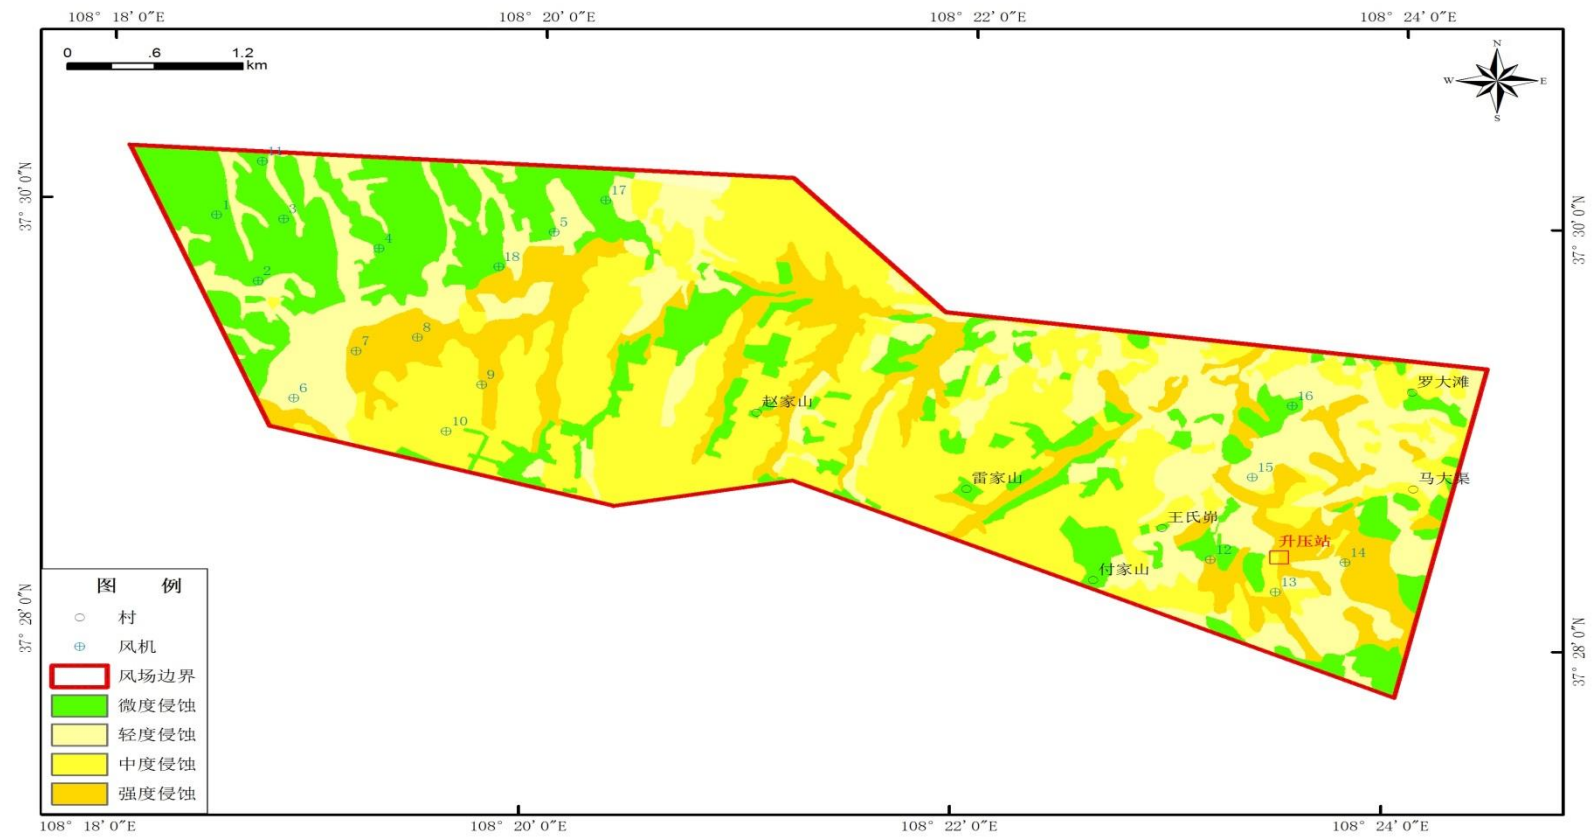 108° 18′ 0″E
108° 20′ 0″E
108° 22′ 0″E
108° 24′ 0″E
0 .6 1.2
km
N
W E
S
37° 30′ 0″N
37° 30′ 0″N
11
17
1
3
5
4
18
2
8
7
9
6
10
赵家山
罗大滩
16
15
雷家山
马大渠
王氏峁
升压站
12
14
付家山
13
图 例
村
风机
风场边界
微度侵蚀
轻度侵蚀
中度侵蚀
强度侵蚀
37° 28′ 0″N
37° 28′ 0″N
108° 18′ 0″E
108° 20′ 0″E
108° 22′ 0″E
108° 24′ 0″E